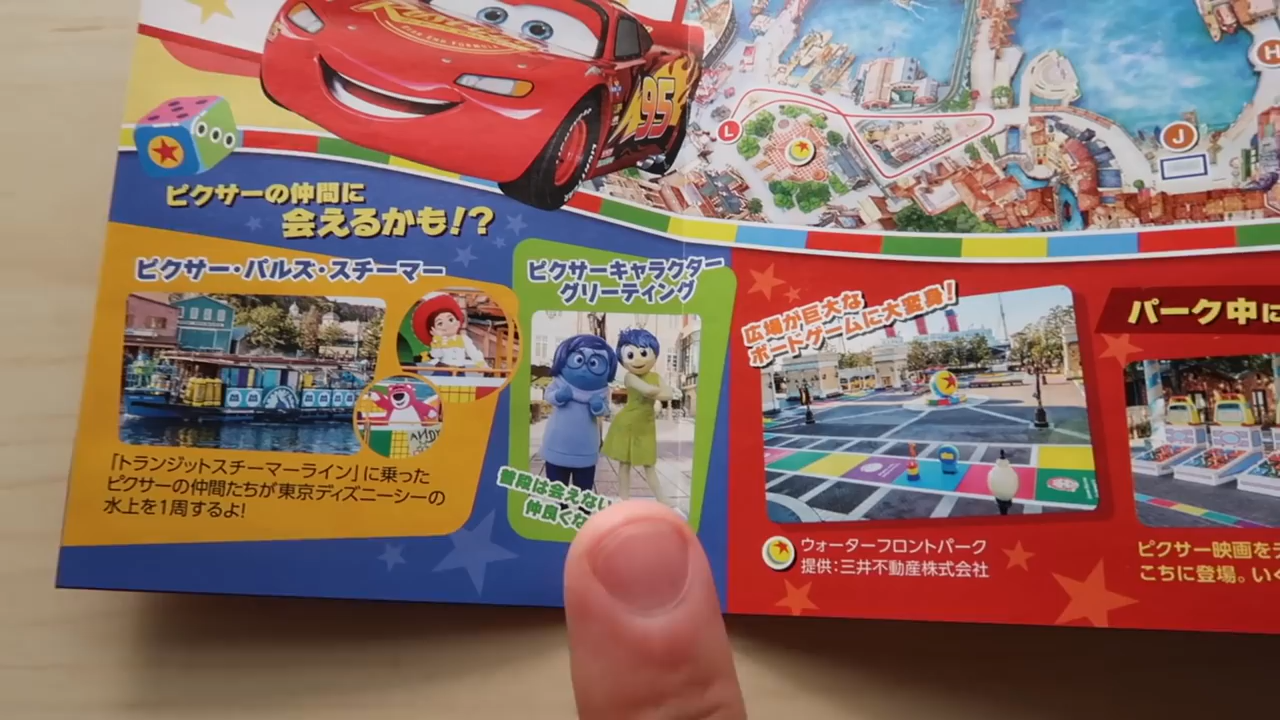 95
L
H
J
ピクサーの仲間に
会えるかも!?
ピクサー・パルズ・スチーマー
「トランジットスチーマーライン」に乗った
ピクサーの仲間たちが東京ディズニーシーの
水上を1周するよ!
ピクサーキャラクター
グリーティング
普段は会えない
仲良くな
広場が巨大な
ボードゲームに大変身!
ウォーターフロントパーク
提供:三井不動産株式会社
パーク中に
ピクサー映画をテ
こちに登場。いく